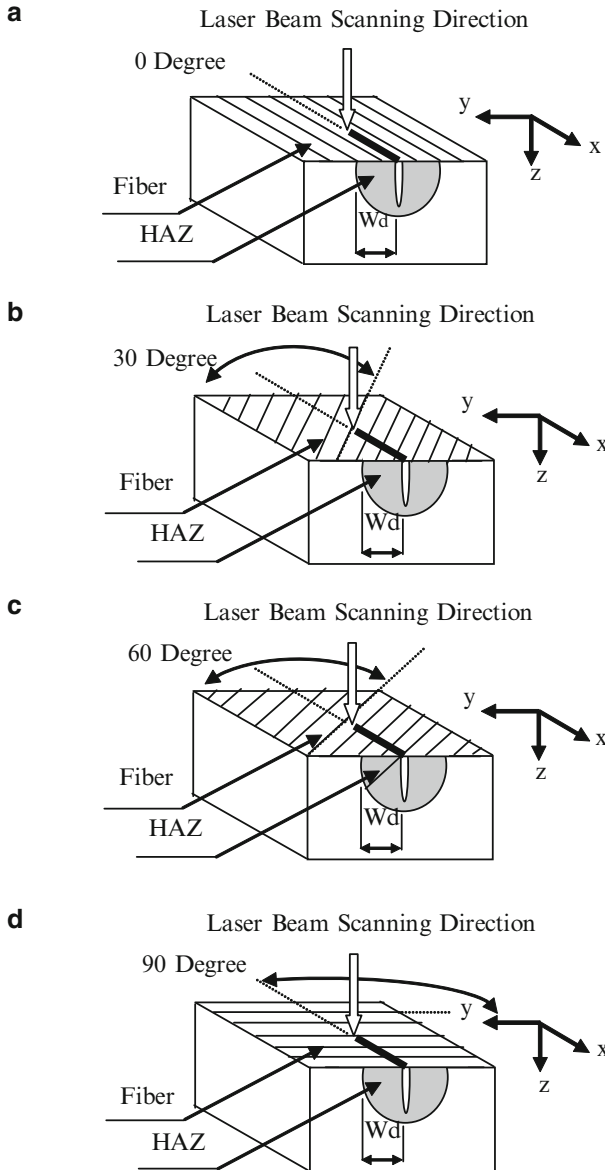 a
Laser Beam Scanning Direction
0 Degree
y
x
z
Fiber
HAZ
Wd
b
Laser Beam Scanning Direction
30 Degree
y
x
z
Fiber
HAZ
Wd
c
Laser Beam Scanning Direction
60 Degree
y
x
z
Fiber
HAZ
Wd
d
Laser Beam Scanning Direction
90 Degree
y
x
z
Fiber
HAZ
Wd